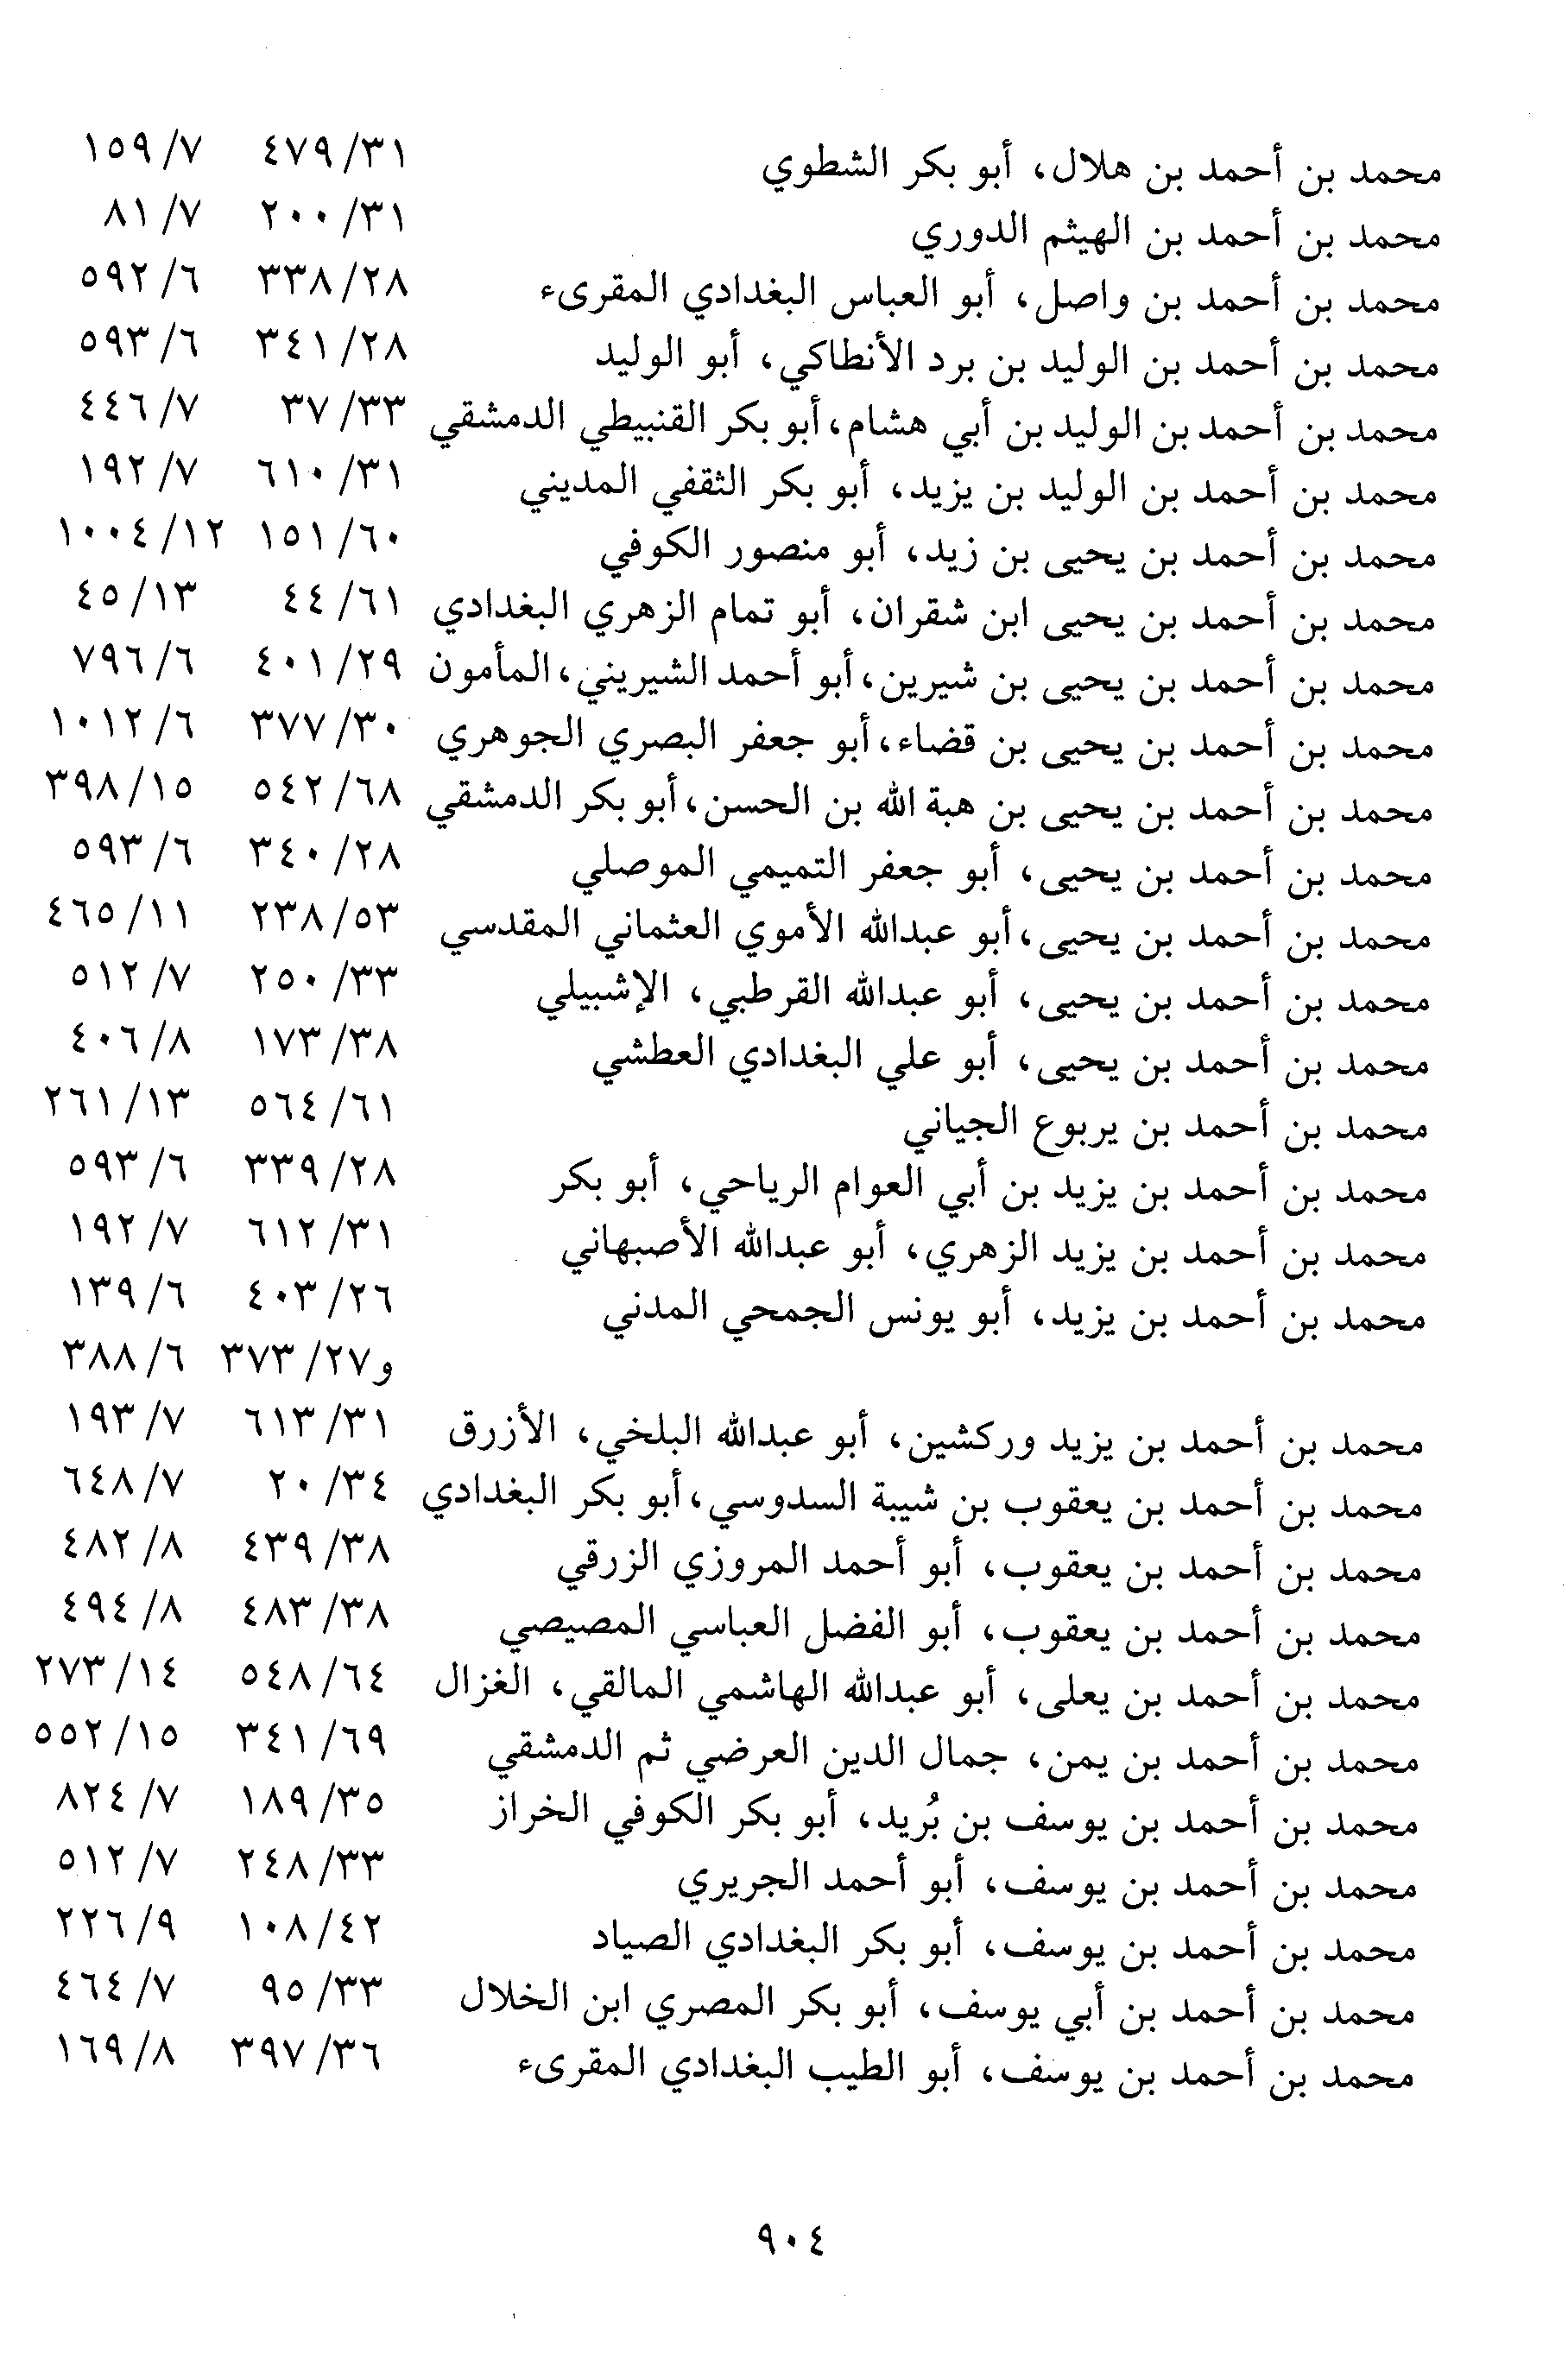 محمد بن أحمد بن هلال، أبو بكر الشطوي ٣١/ ٤٧٩ ٧/ ١٥٩
محمد بن أحمد بن الهيثم الدوري ٣١/ ٢٠٠ ٧/ ٨١
محمد بن أحمد بن واصل، أبو العباس البغدادي المقرىء ٢٨/ ٣٣٨ ٦/ ٥٩٢
محمد بن أحمد بن الوليد بن برد الأنطاكي، أبو الوليد ٢٨/ ٣٤١ ٦/ ٥٩٣
محمد بن أحمد بن الوليد بن أبي هشام، أبو بكر القنبيطي الدمشقي ٣٣/ ٣٧ ٧/ ٤٤٦
محمد بن أحمد بن الوليد بن يزيد، أبو بكر الثقفي المديني ٣١/ ٦١٠ ٧/ ١٩٢
محمد بن أحمد بن يحيى بن زيد، أبو منصور الكوفي ٦٠/ ١٥١ ١٢/ ١٠٠٤
محمد بن أحمد بن يحيى ابن شقران، أبو تمام الزهري البغدادي ٦١/ ٤٤ ١٣/ ٤٥
محمد بن أحمد بن يحيى بن شيرين، أبو أحمد الشيريني، المأمون ٢٩/ ٤٠١ ٦/ ٧٩٦
محمد بن أحمد بن يحيى بن قضاء، أبو جعفر البصري الجوهري ٣٠/ ٣٧٧ ٦/ ١٠١٢
محمد بن أحمد بن يحيى بن هبة الله بن الحسن، أبو بكر الدمشقي ٦٨/ ٥٤٢ ١٥/ ٣٩٨
محمد بن أحمد بن يحيى، أبو جعفر التميمي الموصلي ٢٨/ ٣٤٠ ٦/ ٥٩٣
محمد بن أحمد بن يحيى، أبو عبدالله الأموي العثماني المقدسي ٥٣/ ٢٣٨ ١١/ ٤٦٥
محمد بن أحمد بن يحيى، أبو عبدالله القرطبي، الإشبيلي ٣٣/ ٢٥٠ ٧/ ٥١٢
محمد بن أحمد بن يحيى، أبو علي البغدادي العطشي ٣٨/ ١٧٣ ٨/ ٤٠٦
محمد بن أحمد بن يربوع الجياني ٦١/ ٥٦٤ ١٣/ ٢٦١
محمد بن أحمد بن يزيد بن أبي العوام الرياحي، أبو بكر ٢٨/ ٣٣٩ ٦/ ٥٩٣
محمد بن أحمد بن يزيد الزهري، أبو عبدالله الأصبهاني ٣١/ ٦١٢ ٧/ ١٩٢
محمد بن أحمد بن يزيد، أبو يونس الجمحي المدني ٢٦/ ٤٠٣ ٦/ ١٣٩
و٢٧/ ٣٧٣ ٦/ ٣٨٨
محمد بن أحمد بن يزيد وركشين، أبو عبدالله البلخي، الأزرق ٣١/ ٦١٣ ٧/ ١٩٣
محمد بن أحمد بن يعقوب بن شيبة السدوسي، أبو بكر البغدادي ٣٤/ ٢٠ ٧/ ٦٤٨
محمد بن أحمد بن يعقوب، أبو أحمد المروزي الزرقي ٣٨/ ٤٣٩ ٨/ ٤٨٢
محمد بن أحمد بن يعقوب، أبو الفضل العباسي المصيصي ٣٨/ ٤٨٣ ٨/ ٤٩٤
محمد بن أحمد بن يعلى، أبو عبدالله الهاشمي المالقي، الغزال ٦٤/ ٥٤٨ ١٤/ ٢٧٣
محمد بن أحمد بن يمن، جمال الدين العرضي ثم الدمشقي ٦٩/ ٣٤١ ١٥/ ٥٥٢
محمد بن أحمد بن يوسف بن بُريد، أبو بكر الكوفي الخراز ٣٥/ ١٨٩ ٧/ ٨٢٤
محمد بن أحمد بن يوسف، أبو أحمد الجريري ٣٣/ ٢٤٨ ٧/ ٥١٢
محمد بن أحمد بن يوسف، أبو بكر البغدادي الصياد ٤٢/ ١٠٨ ٩/ ٢٢٦
محمد بن أحمد بن أبي يوسف، أبو بكر المصري ابن الخلال ٣٣/ ٩٥ ٧/ ٤٦٤
محمد بن أحمد بن يوسف، أبو الطيب البغدادي المقرىء ٣٦/ ٣٩٧ ٨/ ١٦٩
٩٠٤